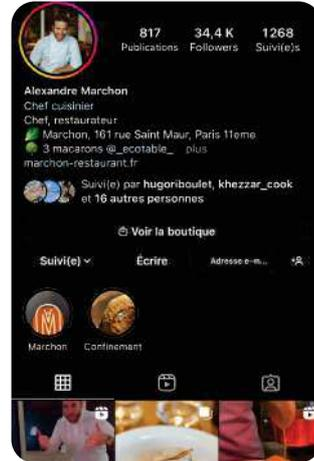 817 34,4 K 1268
Publications Followers Suivi(e)s
Alexandre Marchon
Chef cuisinier
Chef, restaurateur
Marchon, 161 rue Saint Maur, Paris 11eme
3 macarons @_ecotable_ plus
marchon-restaurant.fr
Suivi(e) par hugoriboulet, khezzar_cook
et 16 autres personnes
Voir la boutique
Suivi(e) Écrire Adresse e-m...
Marchon Confinement